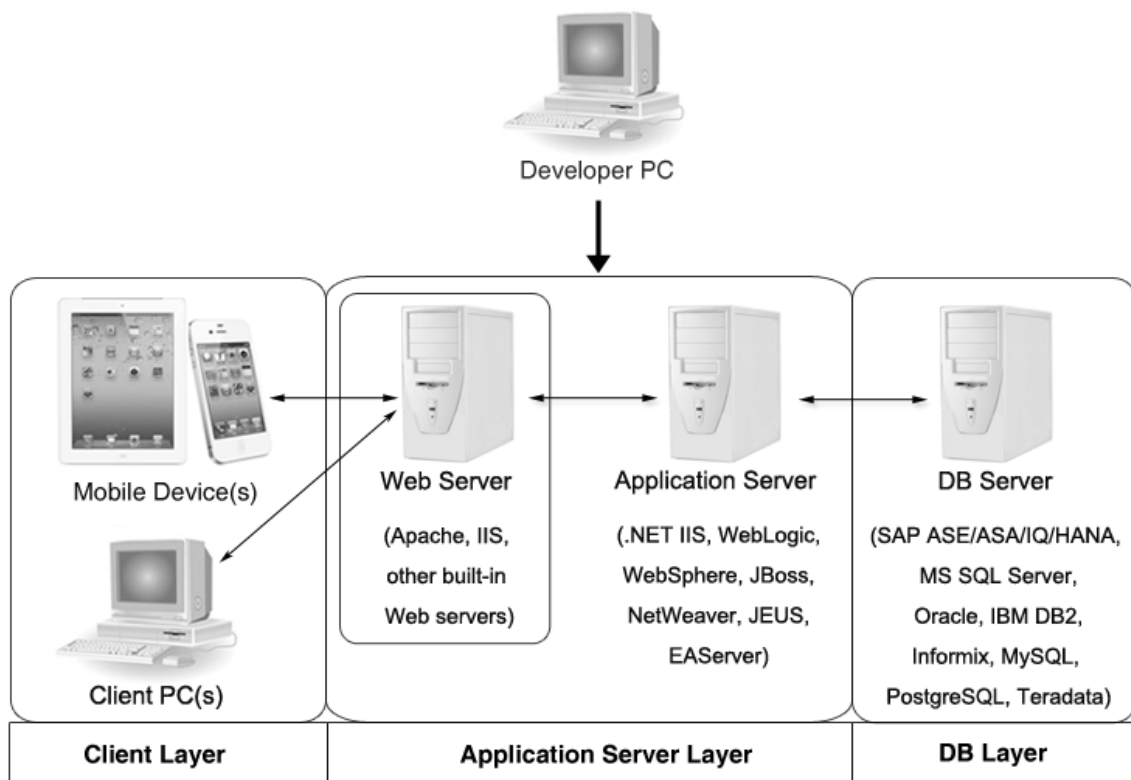 Developer PC
Mobile Device(s)
Client PC(s)
Web Server
(Apache, IIS,
other built-in
Web servers)
Application Server
(.NET IIS, WebLogic,
WebSphere, JBoss,
NetWeaver, JEUS,
EAServer)
DB Server
(SAP ASE/ASA/IQ/HANA,
MS SQL Server,
Oracle, IBM DB2,
Informix, MySQL,
PostgreSQL, Teradata)
Client Layer
Application Server Layer
DB Layer